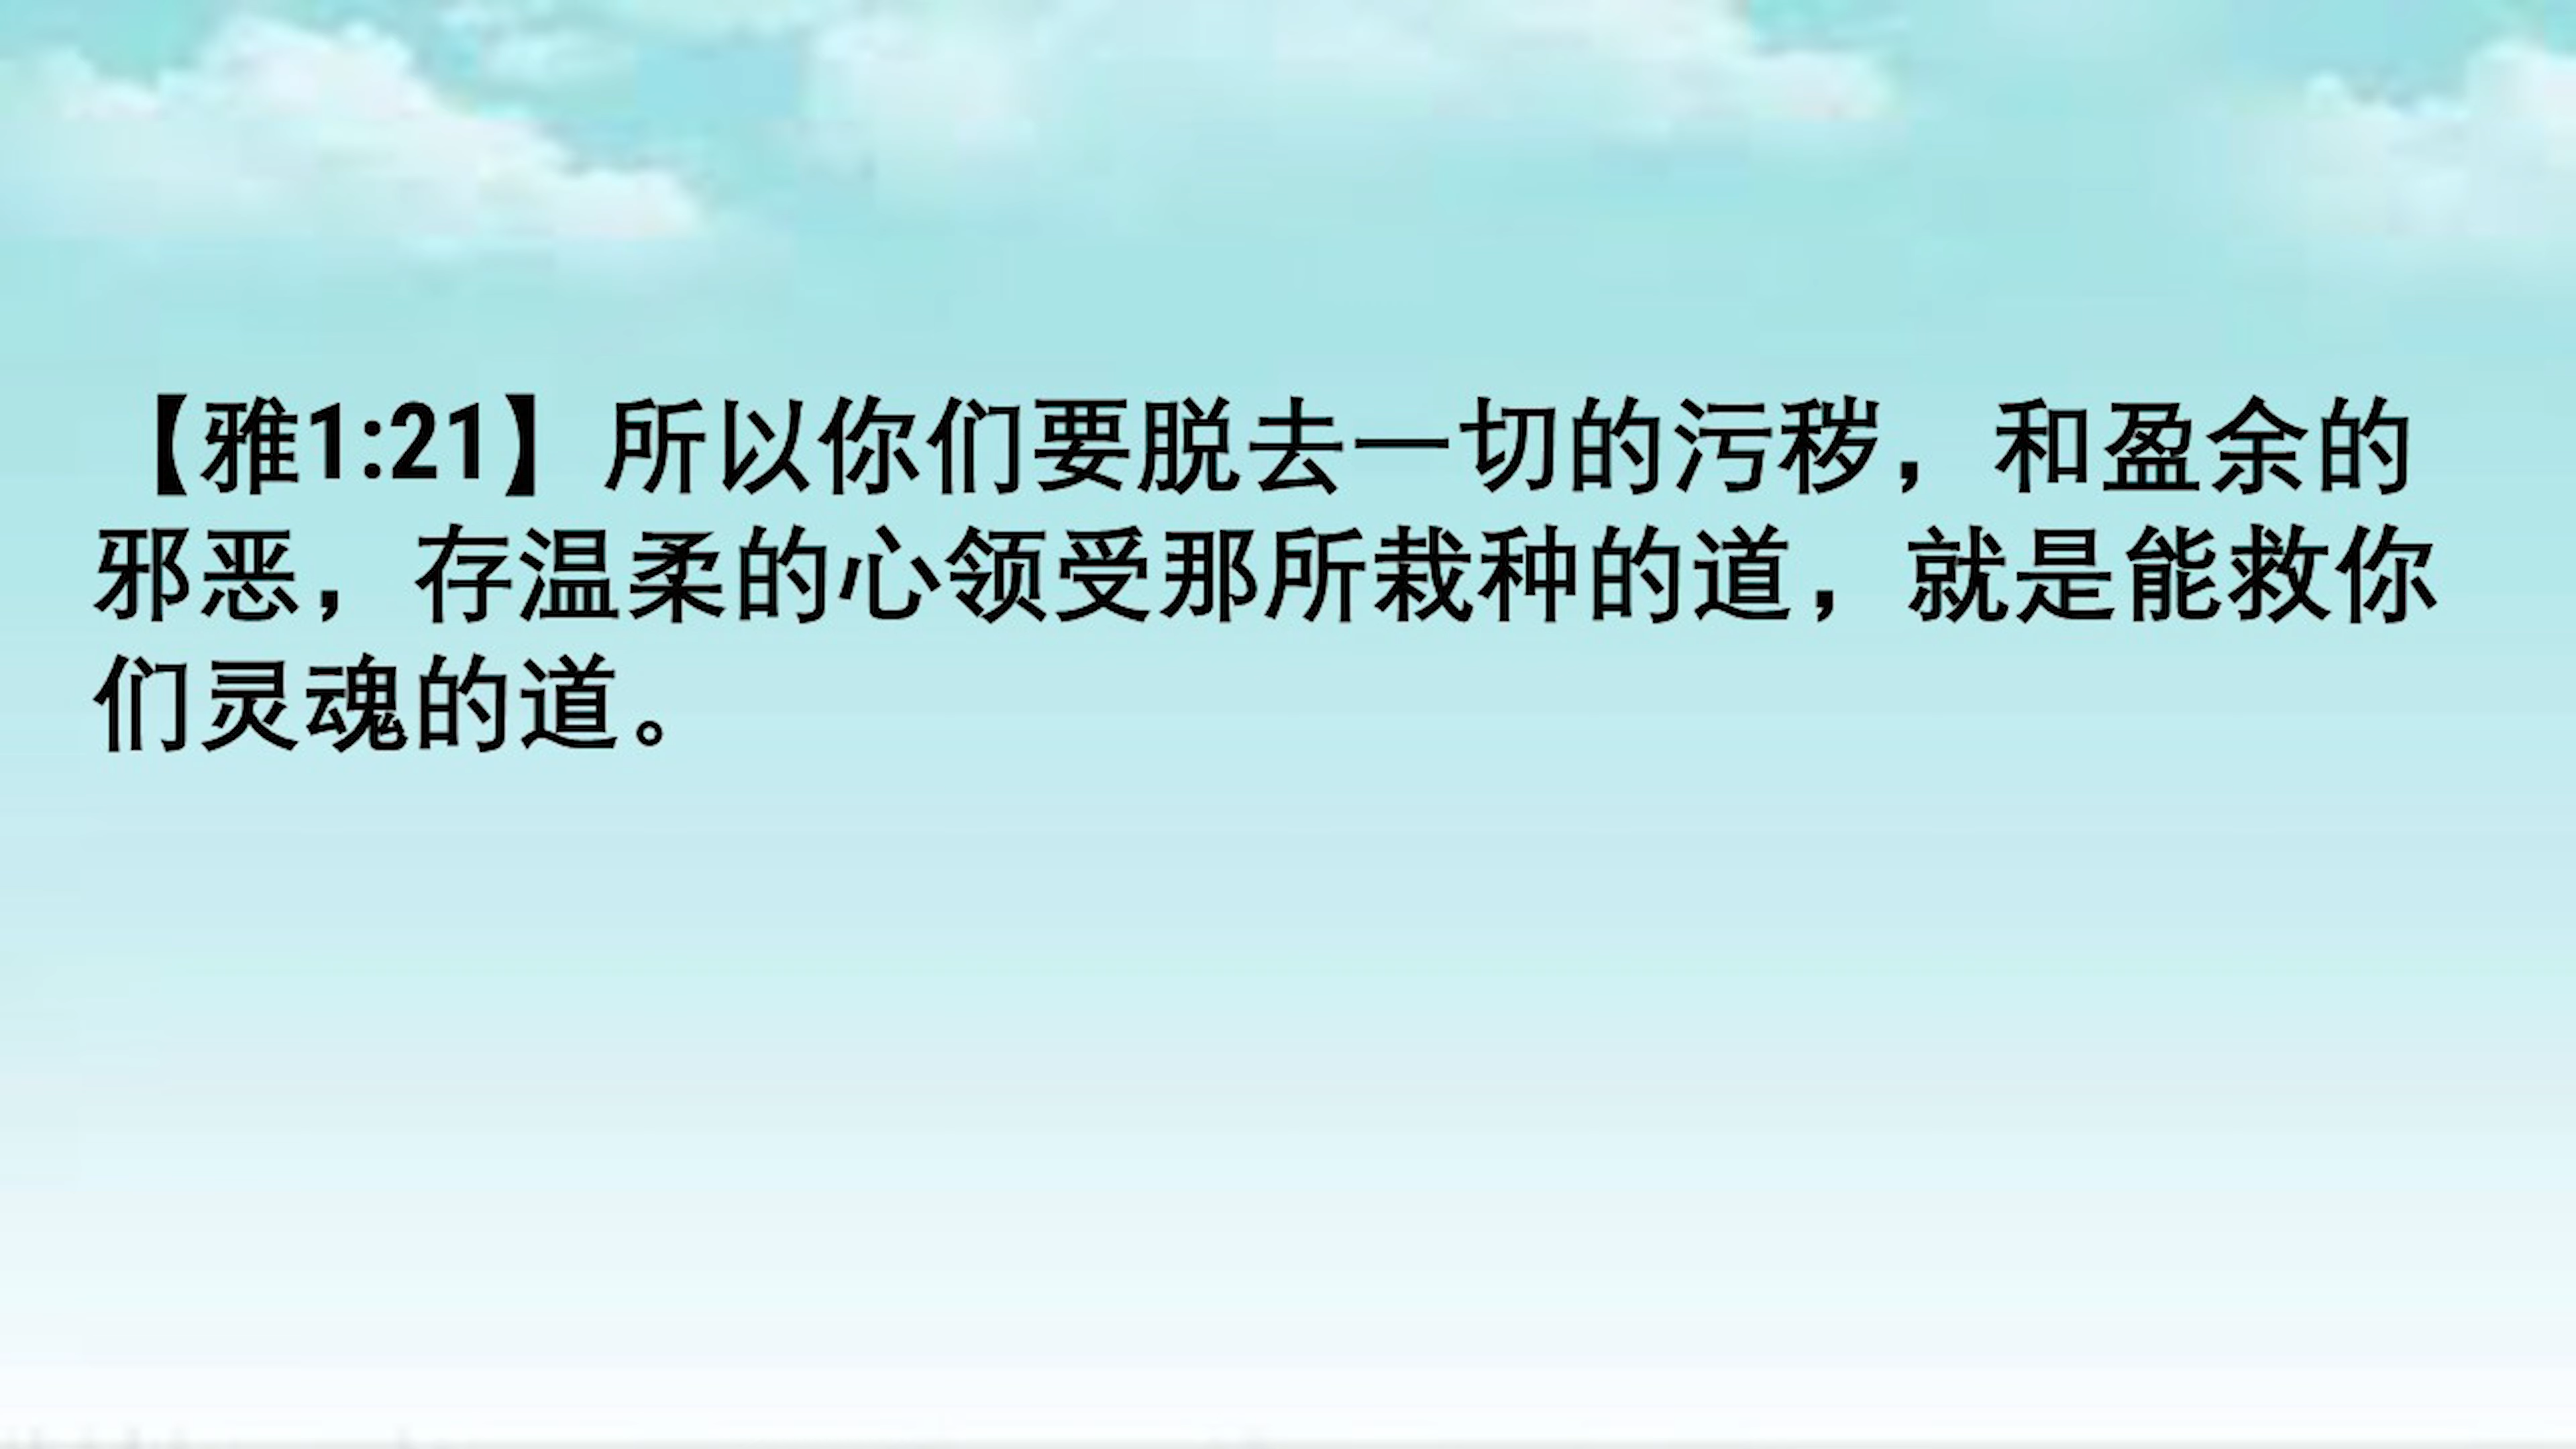 【雅1:21】所以你们要脱去一切的污秽，和盈余的
邪恶，存温柔的心领受那所栽种的道，就是能救你
们灵魂的道。